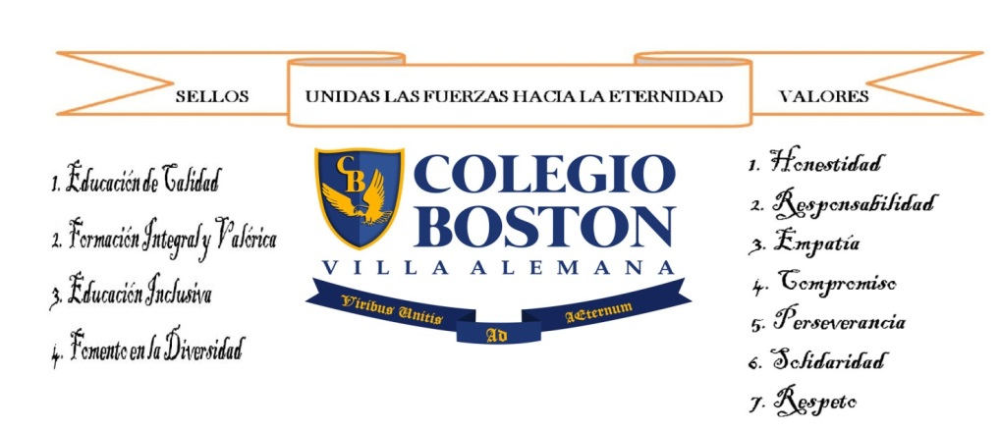 SELLOS
UNIDAS LAS FUERZAS HACIA LA ETERNIDAD
VALORES
1. Educación de Calidad
2. Formación Integral y Valórica
3. Educación Inclusiva
4. Fomento en la Diversidad
CB
COLEGIO
BOSTON
VILLA ALEMANA
Viribus Unitis Ad AEternum
1. Honestidad
2. Responsabilidad
3. Empatía
4. Compromiso
5. Perseverancia
6. Solidaridad
7. Respeto